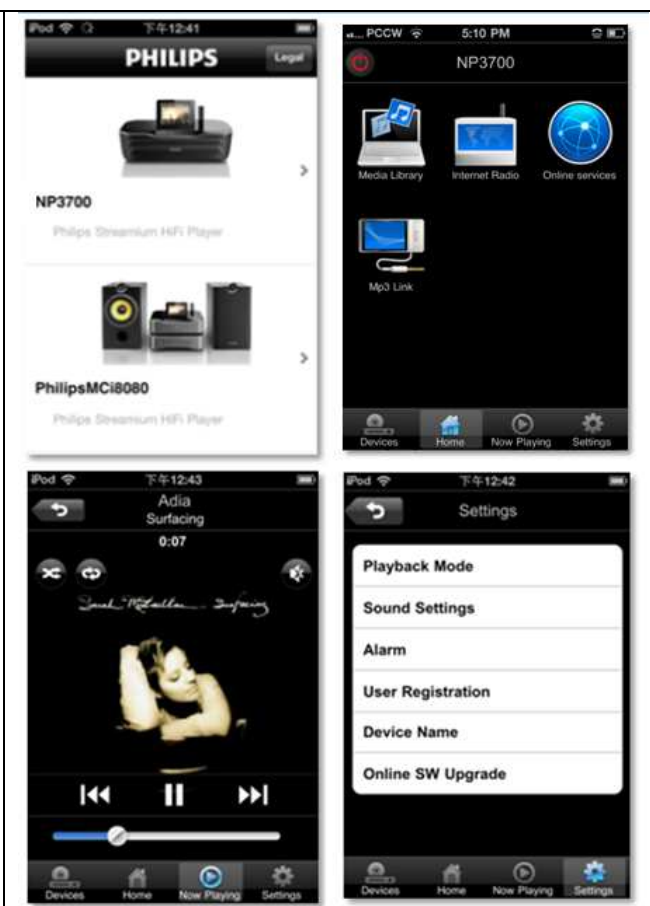 iPod 下午12:41
PHILIPS Legal
NP3700
Philips Streamium HiFi Player
PhilipsMCi8080
Philips Streamium HiFi Player
... PCCW 5:10 PM
NP3700
Media Library Internet Radio Online services
Mp3 Link
Devices Home Now Playing Settings
iPod 下午12:43
Adia
Surfacing
0:07
Sarah McLachlan Surfacing
Devices Home Now Playing Settings
iPod 下午12:42
Settings
Playback Mode
Sound Settings
Alarm
User Registration
Device Name
Online SW Upgrade
Devices Home Now Playing Settings